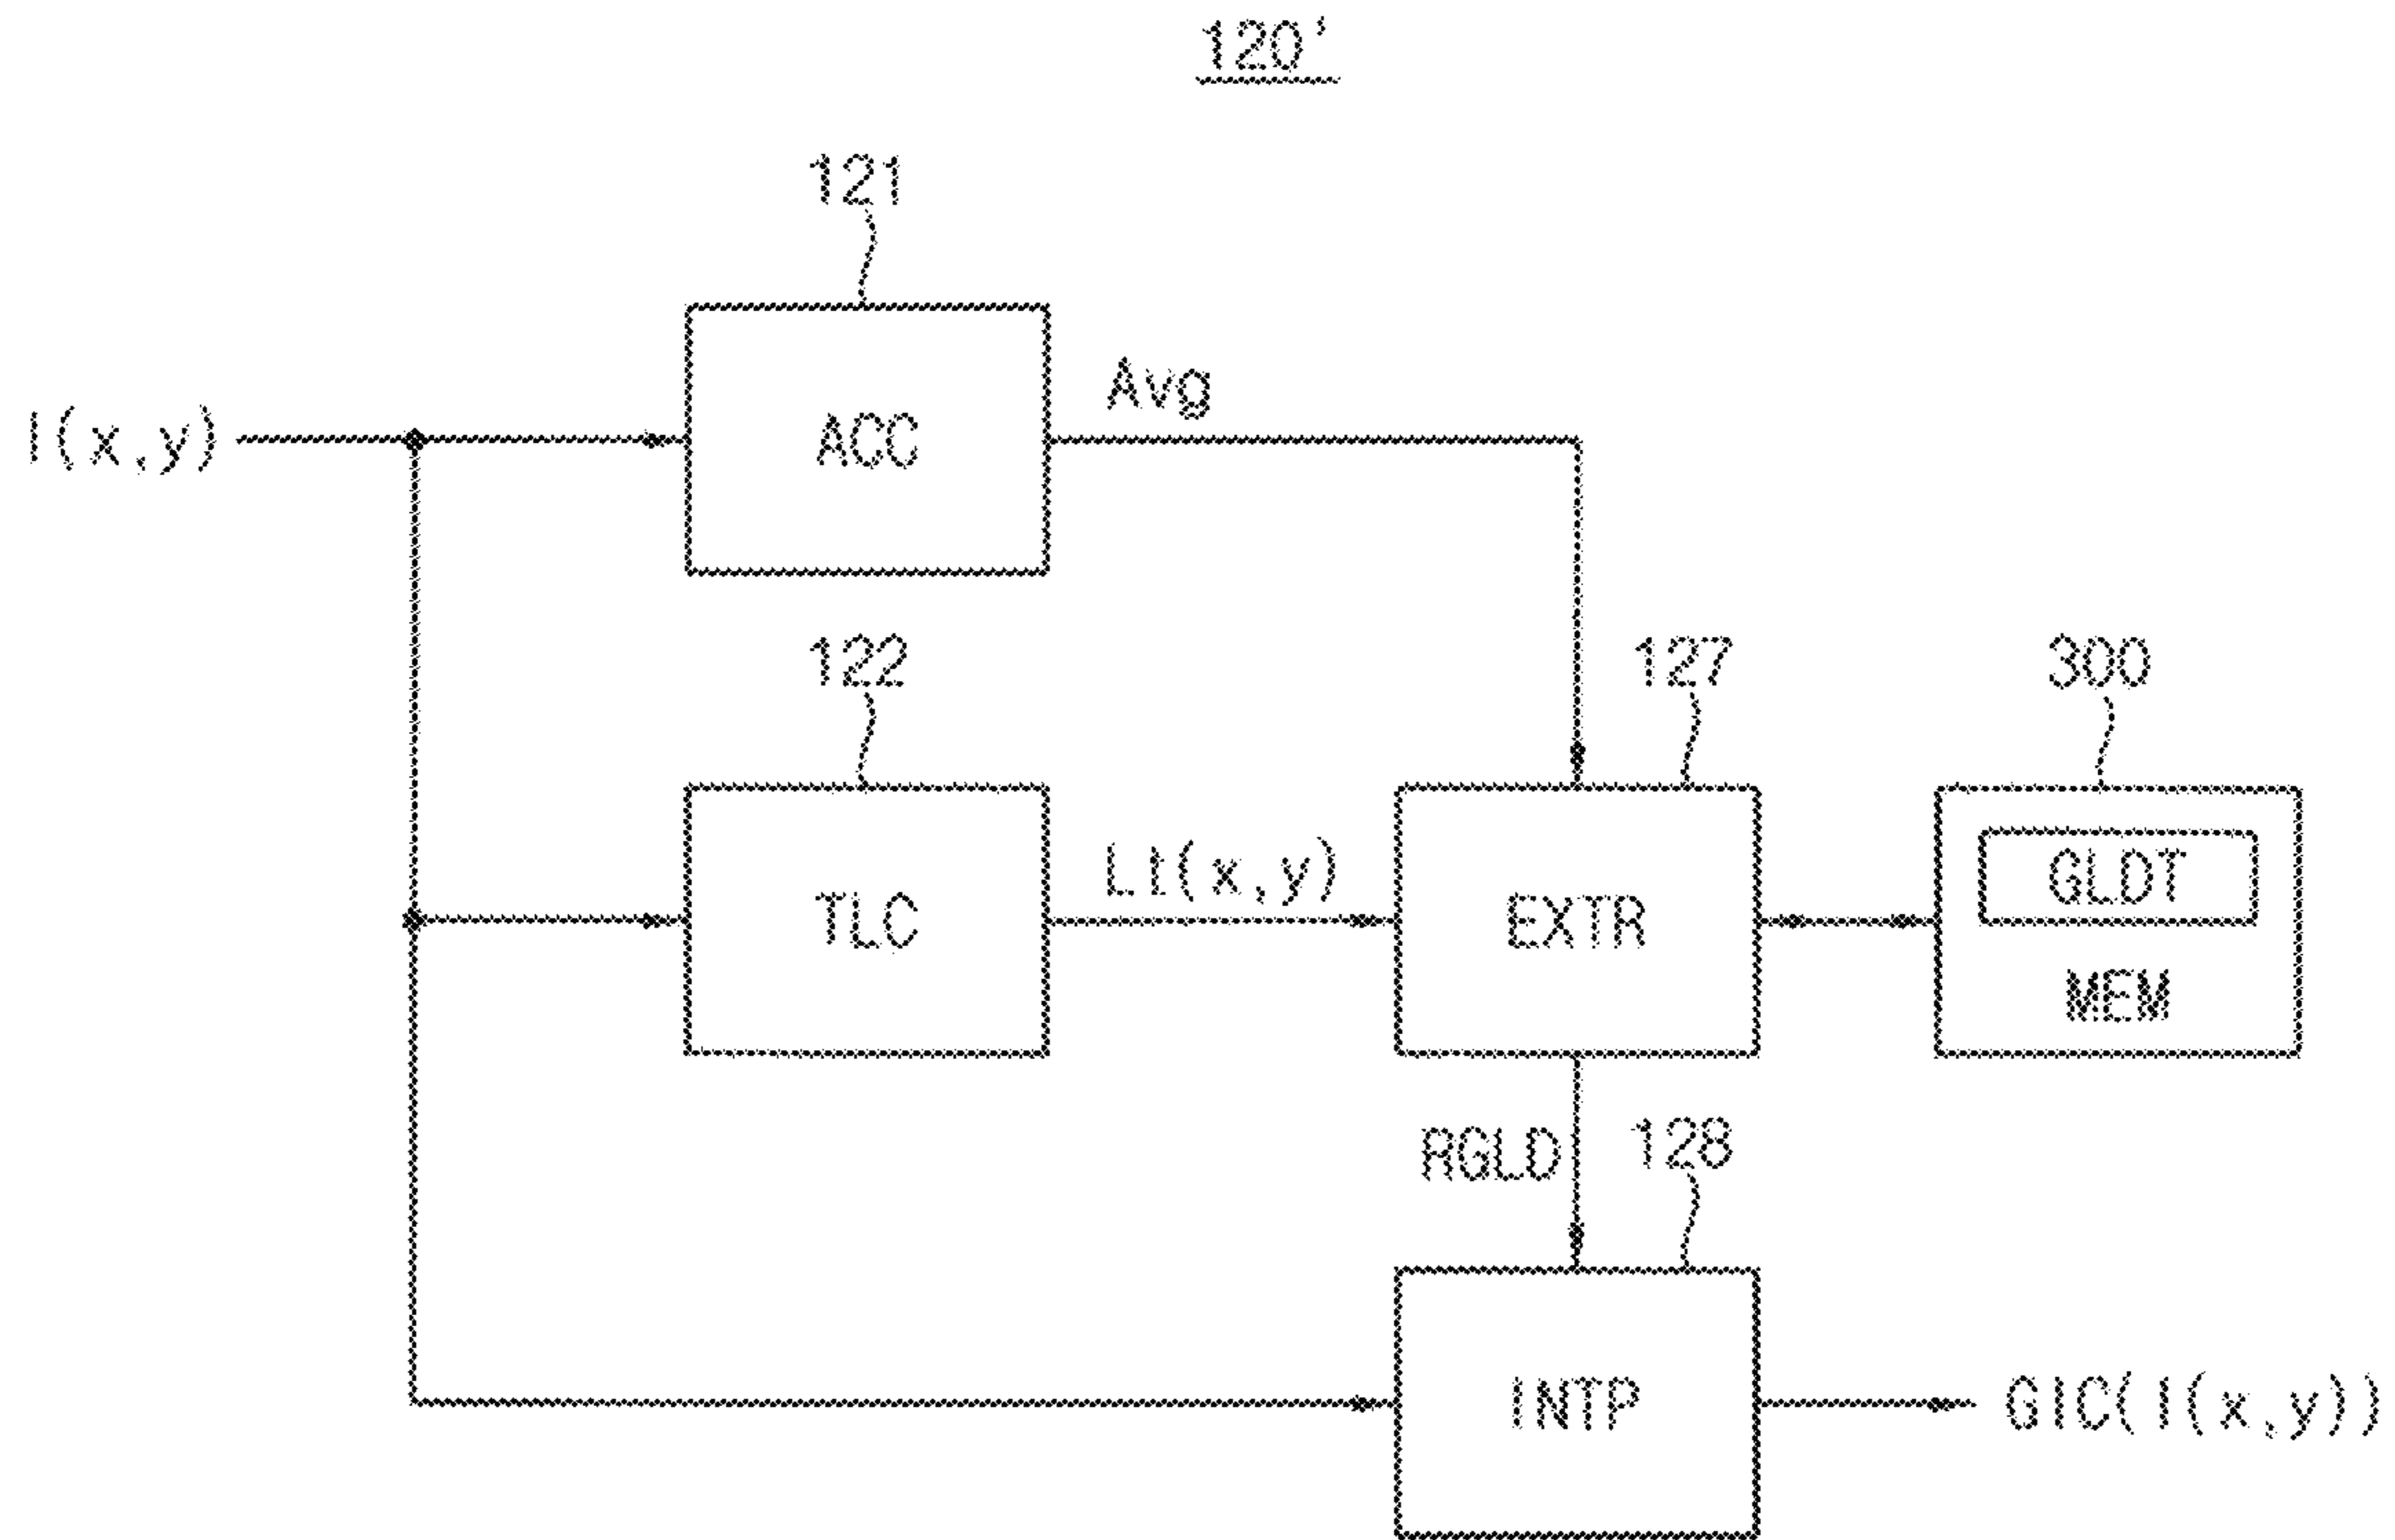 120'
121
I(x,y)
ACC
Avg
122
127
300
TLC
Lt(x,y)
EXTR
GLDT
MEM
RGLD
128
INTP
GIC(I(x,y))